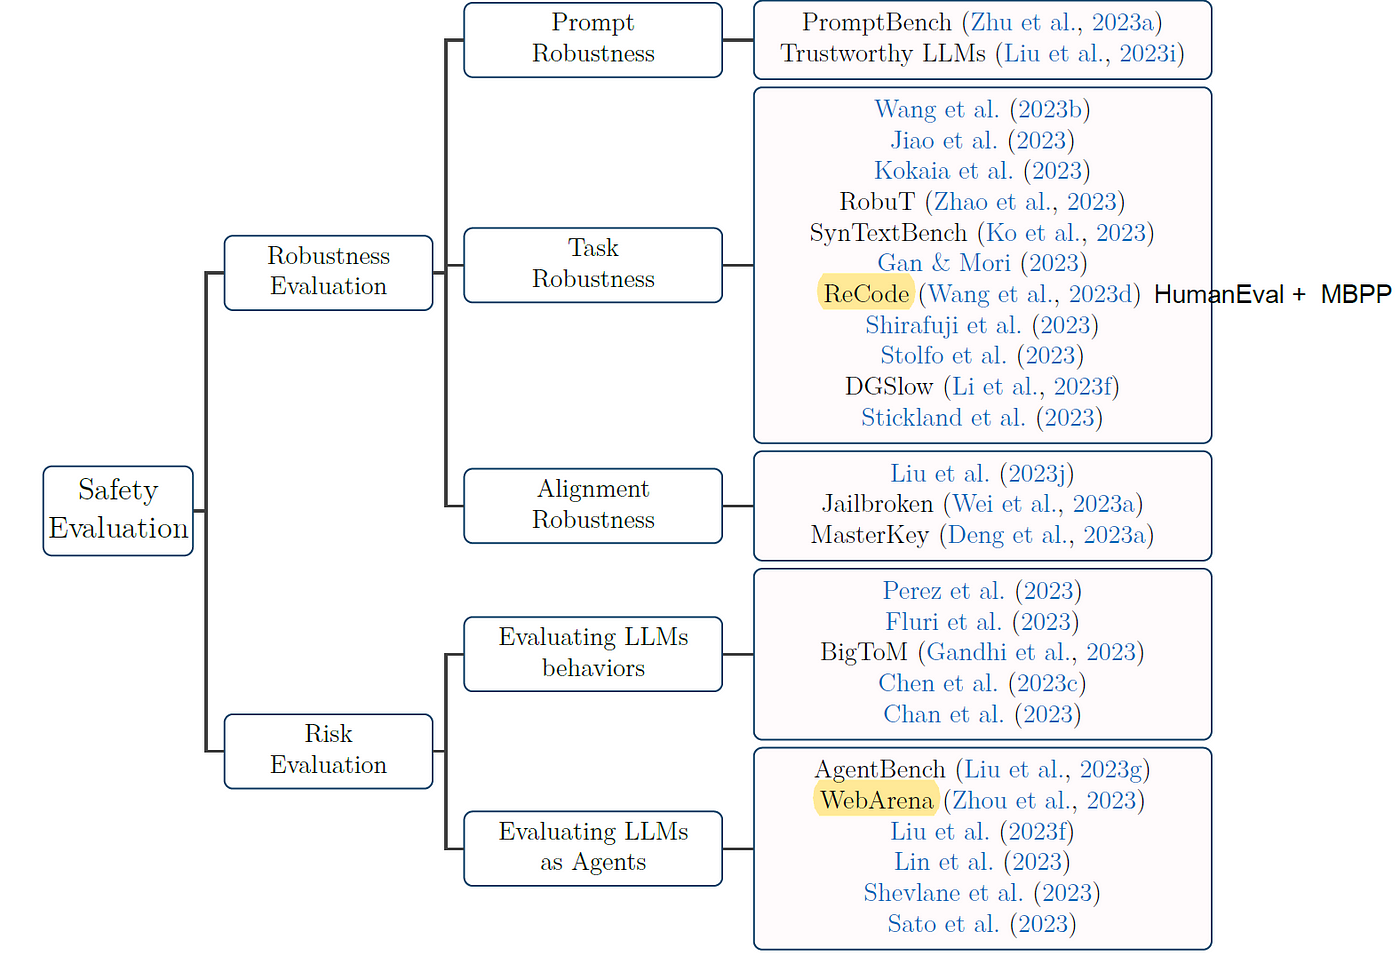 Prompt
Robustness
PromptBench (Zhu et al., 2023a)
Trustworthy LLMs (Liu et al., 2023i)
Wang et al. (2023b)
Jiao et al. (2023)
Kokaia et al. (2023)
RobuT (Zhao et al., 2023)
SynTextBench (Ko et al., 2023)
Gan & Mori (2023)
ReCode (Wang et al., 2023d) HumanEval + MBPP
Shirafuji et al. (2023)
Stolfo et al. (2023)
DGSlow (Li et al., 2023f)
Stickland et al. (2023)
Task
Robustness
Robustness
Evaluation
Alignment
Robustness
Liu et al. (2023j)
Jailbroken (Wei et al., 2023a)
MasterKey (Deng et al., 2023a)
Safety
Evaluation
Evaluating LLMs
behaviors
Perez et al. (2023)
Fluri et al. (2023)
BigToM (Gandhi et al., 2023)
Chen et al. (2023c)
Chan et al. (2023)
Risk
Evaluation
Evaluating LLMs
as Agents
AgentBench (Liu et al., 2023g)
WebArena (Zhou et al., 2023)
Liu et al. (2023f)
Lin et al. (2023)
Shevlane et al. (2023)
Sato et al. (2023)